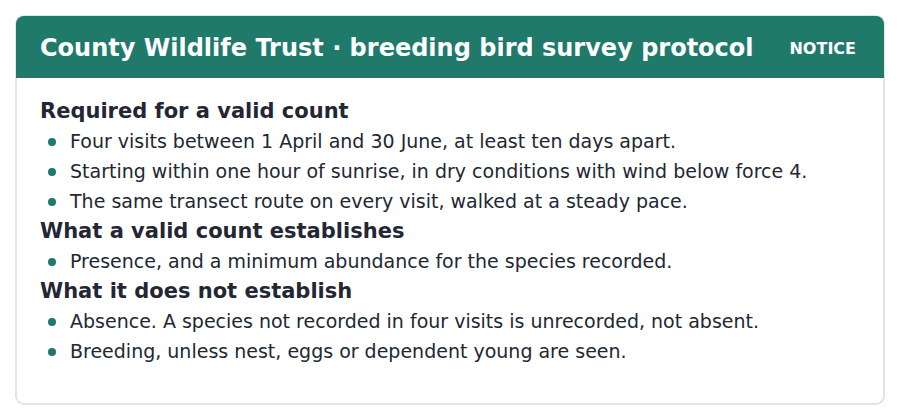 County Wildlife Trust · breeding bird survey protocol NOTICE
Required for a valid count
Four visits between 1 April and 30 June, at least ten days apart.
Starting within one hour of sunrise, in dry conditions with wind below force 4.
The same transect route on every visit, walked at a steady pace.
What a valid count establishes
Presence, and a minimum abundance for the species recorded.
What it does not establish
Absence. A species not recorded in four visits is unrecorded, not absent.
Breeding, unless nest, eggs or dependent young are seen.